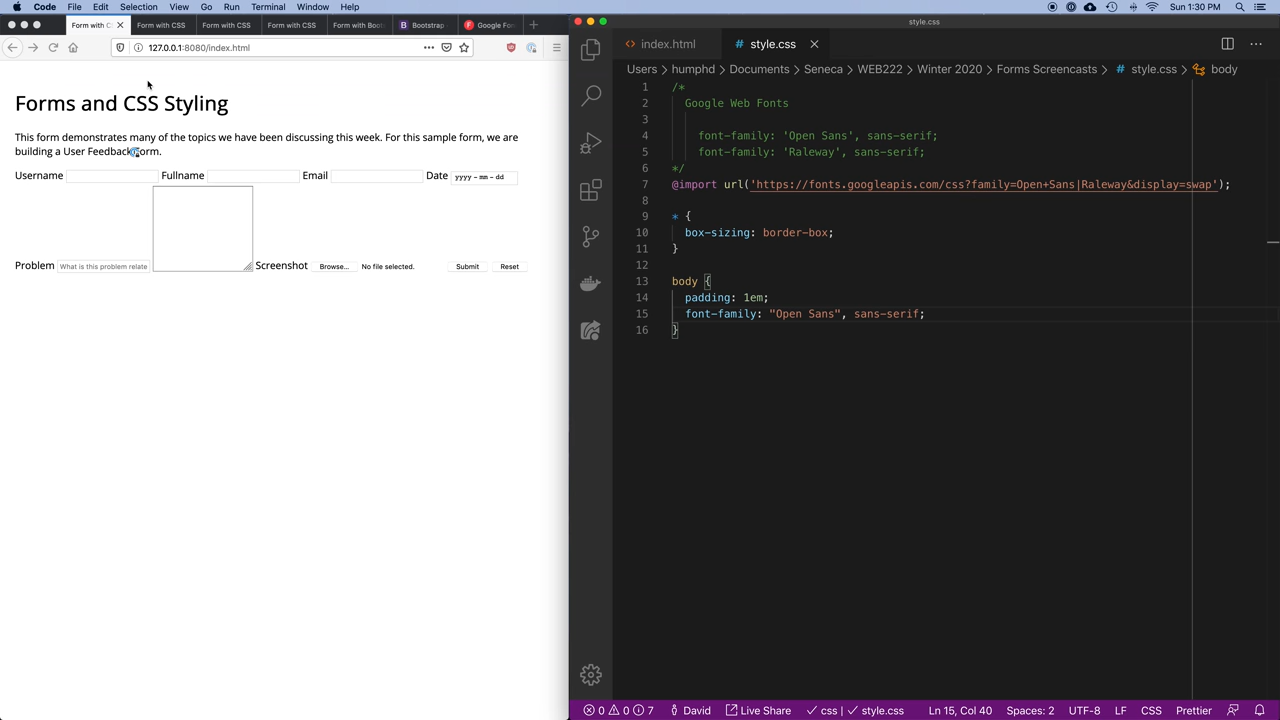 Code File Edit Selection View Go Run Terminal Window Help Sun 1:30 PM
Form with C Form with CSS Form with CSS Form with CSS Form with Boot Bootstrap Google Fon
style.css
127.0.0.1:8080/index.html
index.html style.css
Users > humphd > Documents > Seneca > WEB222 > Winter 2020 > Forms Screencasts > # style.css > body
Forms and CSS Styling
This form demonstrates many of the topics we have been discussing this week. For this sample form, we are
building a User Feedback form.
Username Fullname Email Date yyyy - mm - dd
Problem What is this problem relate Screenshot Browse... No file selected. Submit Reset
1 /*
2 Google Web Fonts
3
4 font-family: 'Open Sans', sans-serif;
5 font-family: 'Raleway', sans-serif;
6 */
7 @import url('https://fonts.googleapis.com/css?family=Open+Sans|Raleway&display=swap');
8
9 * {
10 box-sizing: border-box;
11 }
12
13 body {
14 padding: 1em;
15 font-family: "Open Sans", sans-serif;
16 }
0 0 7 David Live Share css | style.css Ln 15, Col 40 Spaces: 2 UTF-8 LF CSS Prettier